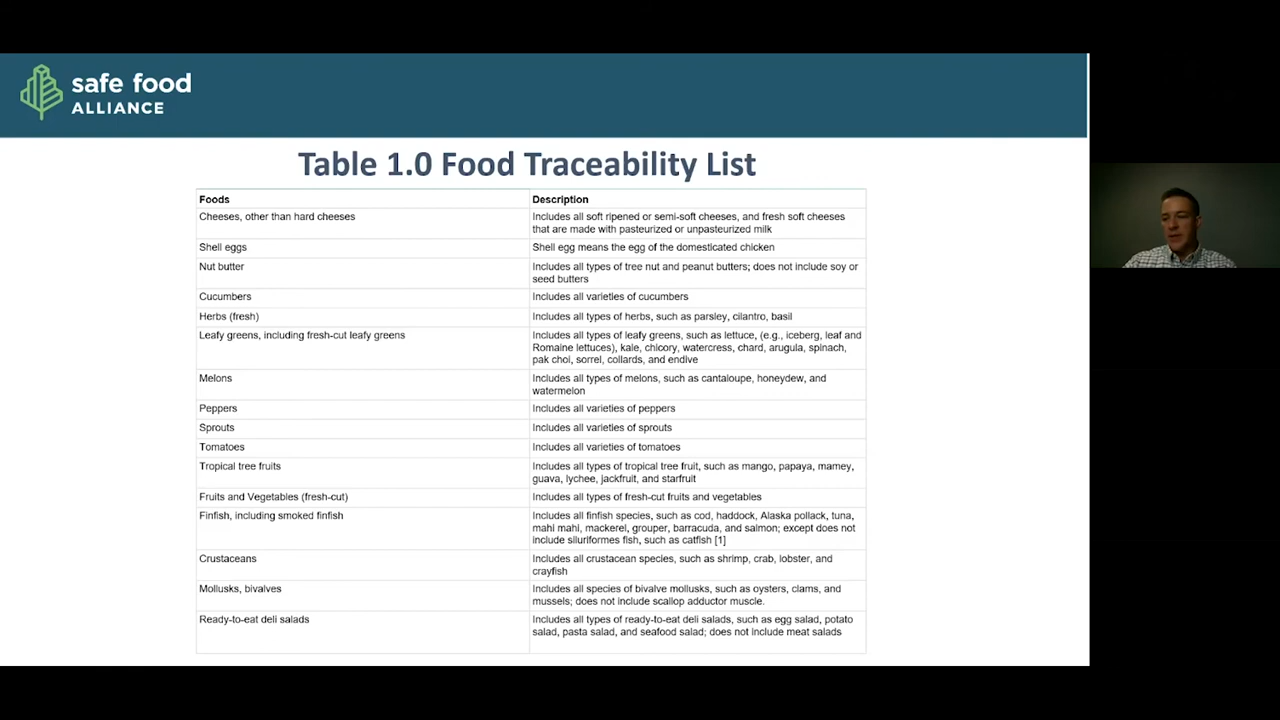 safe food
ALLIANCE
Table 1.0 Food Traceability List
Foods
Description
Cheeses, other than hard cheeses
Includes all soft ripened or semi-soft cheeses, and fresh soft cheeses
that are made with pasteurized or unpasteurized milk
Shell eggs
Shell egg means the egg of the domesticated chicken
Nut butter
Includes all types of tree nut and peanut butters; does not include soy or
seed butters
Cucumbers
Includes all varieties of cucumbers
Herbs (fresh)
Includes all types of herbs, such as parsley, cilantro, basil
Leafy greens, including fresh-cut leafy greens
Includes all types of leafy greens, such as lettuce, (e.g., iceberg, leaf and
Romaine lettuces), kale, chicory, watercress, chard, arugula, spinach,
pak choi, sorrel, collards, and endive
Melons
Includes all types of melons, such as cantaloupe, honeydew, and
watermelon
Peppers
Includes all varieties of peppers
Sprouts
Includes all varieties of sprouts
Tomatoes
Includes all varieties of tomatoes
Tropical tree fruits
Includes all types of tropical tree fruit, such as mango, papaya, mamey,
guava, lychee, jackfruit, and starfruit
Fruits and Vegetables (fresh-cut)
Includes all types of fresh-cut fruits and vegetables
Finfish, including smoked finfish
Includes all finfish species, such as cod, haddock, Alaska pollack, tuna,
mahi mahi, mackerel, grouper, barracuda, and salmon; except does not
include siluriformes fish, such as catfish [1]
Crustaceans
Includes all crustacean species, such as shrimp, crab, lobster, and
crayfish
Mollusks, bivalves
Includes all species of bivalve mollusks, such as oysters, clams, and
mussels; does not include scallop adductor muscle.
Ready-to-eat deli salads
Includes all types of ready-to-eat deli salads, such as egg salad, potato
salad, pasta salad, and seafood salad; does not include meat salads